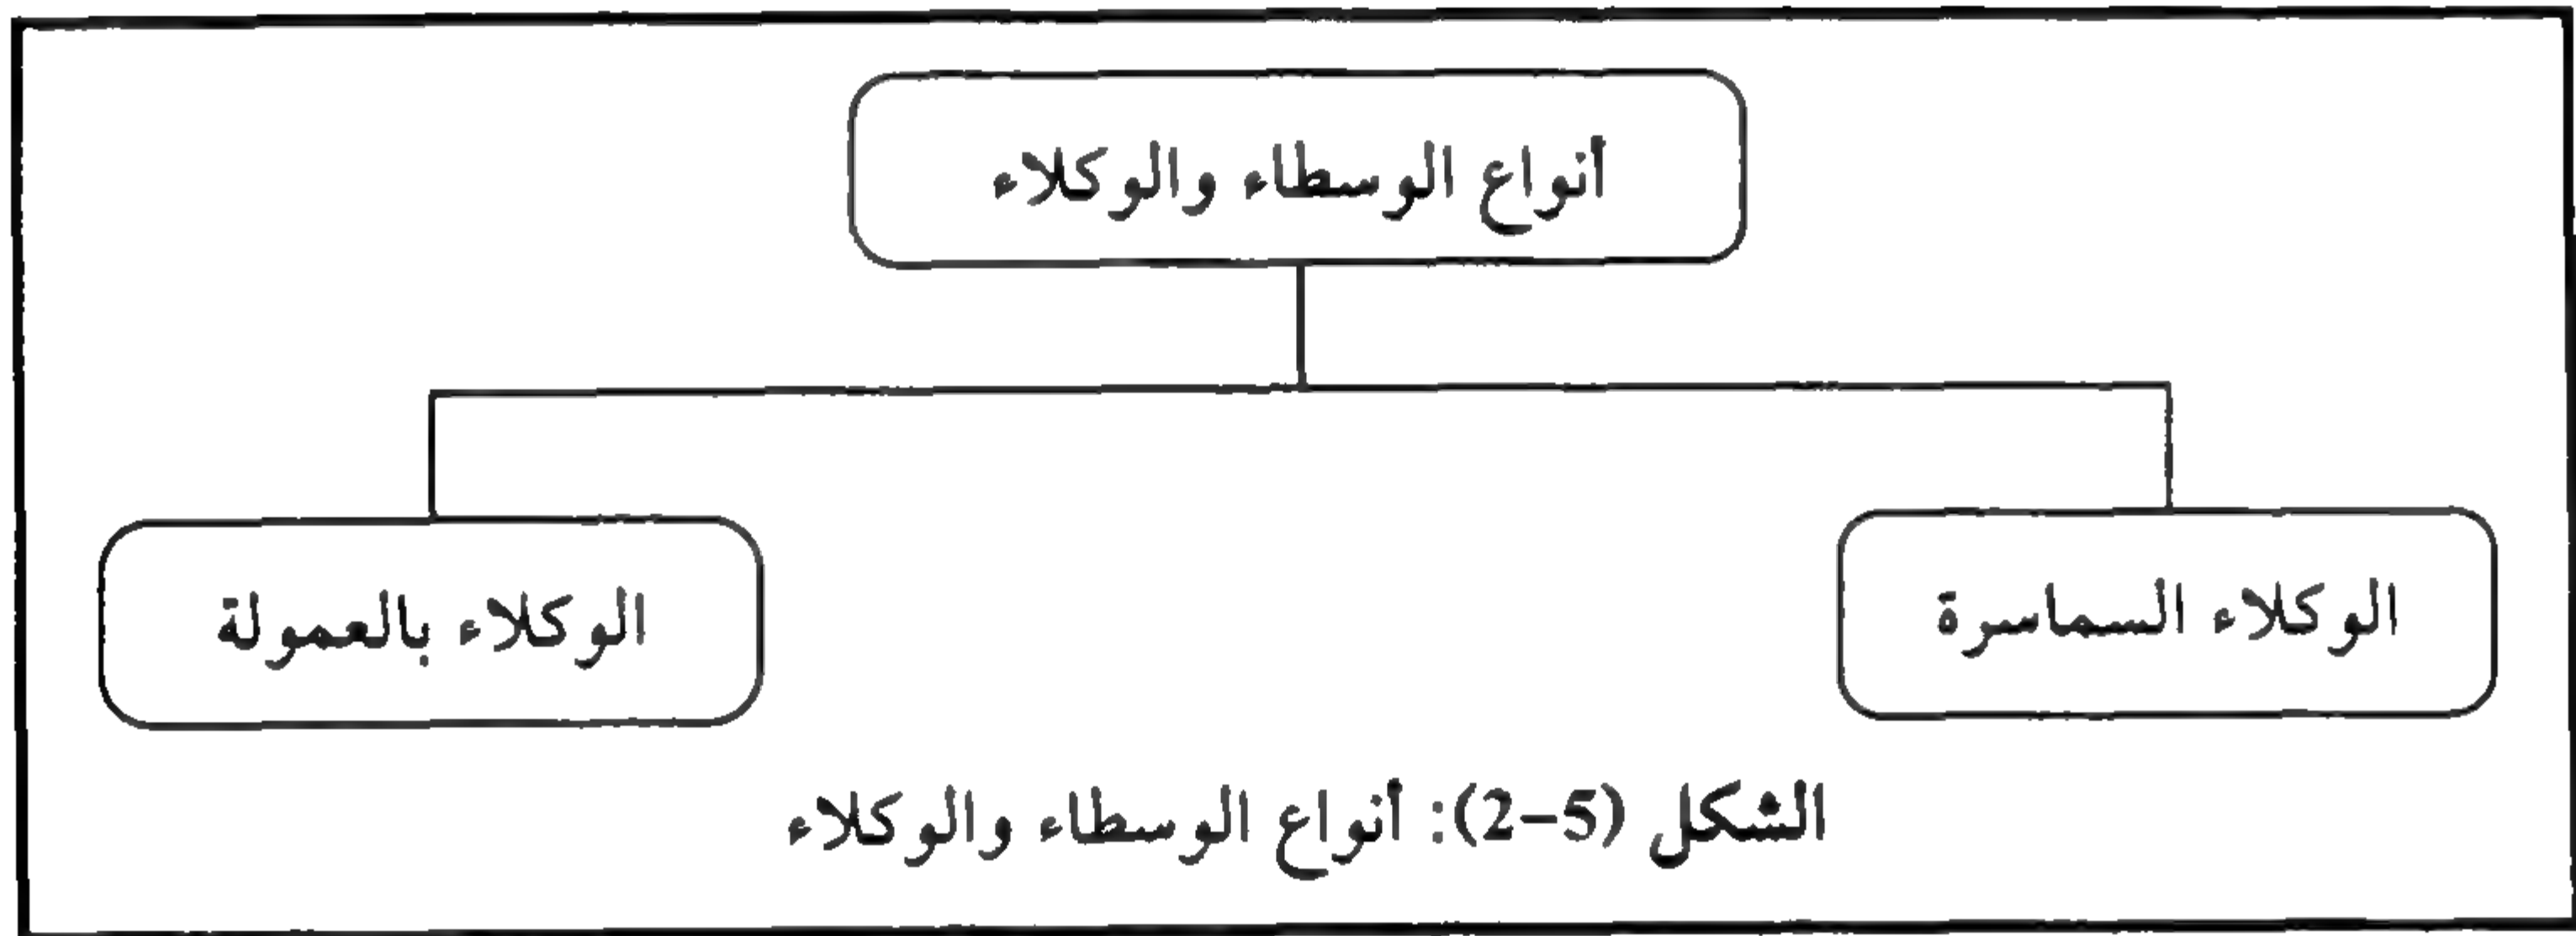 أنواع الوسطاء والوكلاء
الوكلاء السماسرة
الوكلاء بالعمولة
الشكل (2-5): أنواع الوسطاء والوكلاء